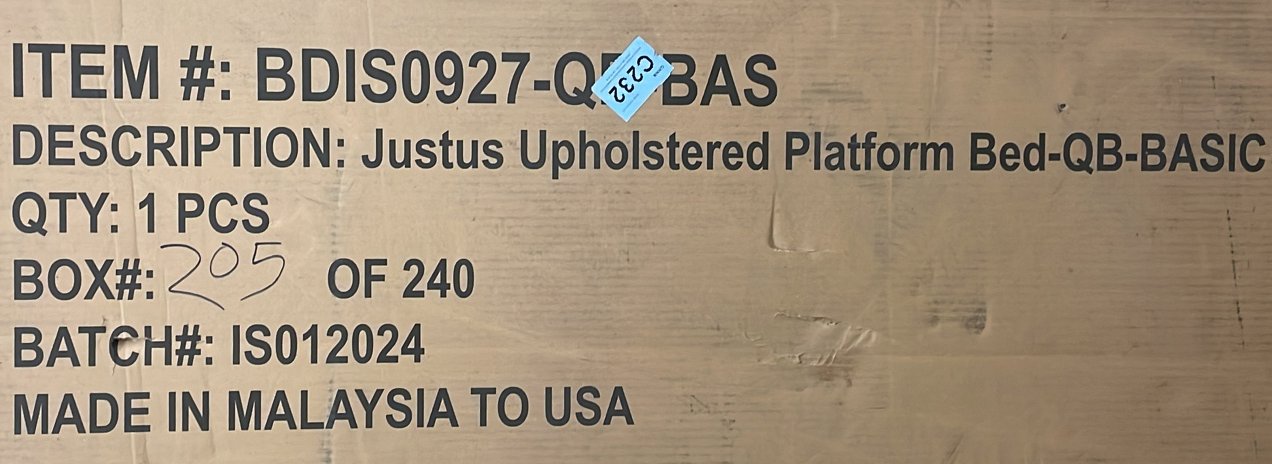 ITEM #: BDIS0927-QB-BAS
C232
DESCRIPTION: Justus Upholstered Platform Bed-QB-BASIC
QTY: 1 PCS
BOX#: 205 OF 240
BATCH#: IS012024
MADE IN MALAYSIA TO USA